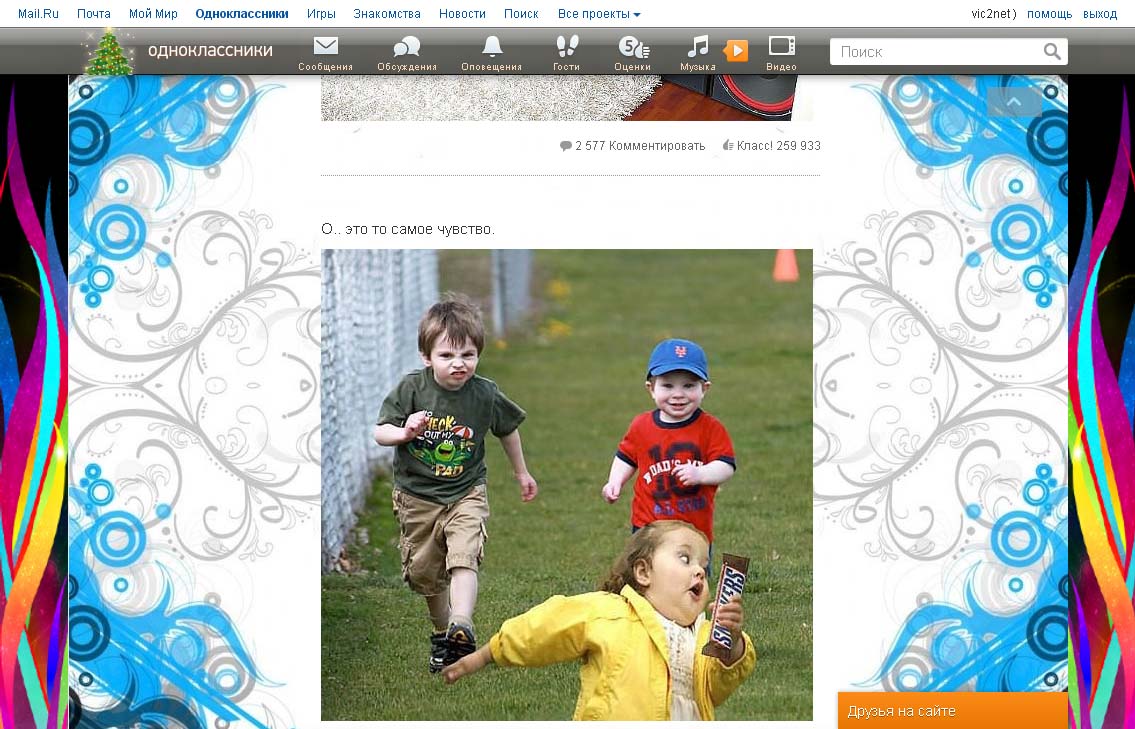 Mail.Ru Почта Мой Мир Одноклассники Игры Знакомства Новости Поиск Все проекты vic2net ) помощь выход
одноклассники Сообщения Обсуждения Оповещения Гости 5 Оценки Музыка Видео Поиск
2 577 Комментировать Класс! 259 933
О.. это то самое чувство.
CHECK
OUT MY
PAD
DAD'S MY
SNICKERS
Друзья на сайте